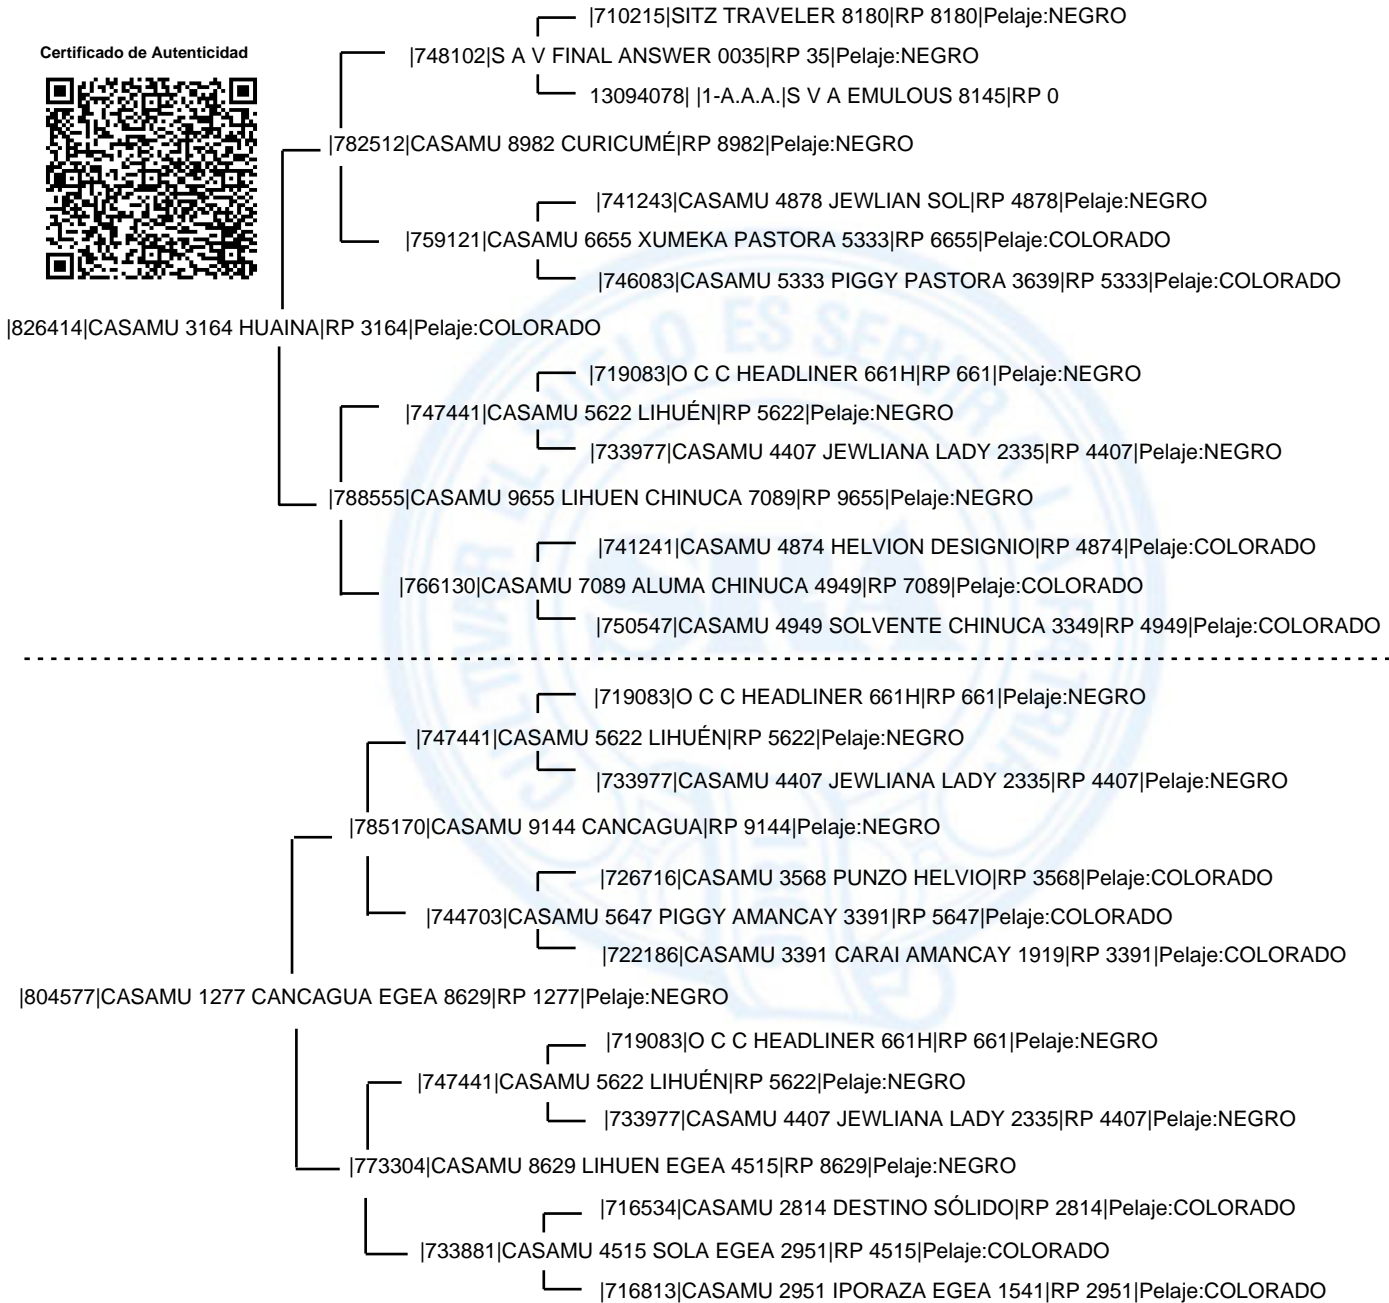 |710215|SITZ TRAVELER 8180|RP 8180|Pelaje:NEGRO
Certificado de Autenticidad
|748102|S A V FINAL ANSWER 0035|RP 35|Pelaje:NEGRO
13094078| |1-A.A.A.|S V A EMULOUS 8145|RP 0
|782512|CASAMU 8982 CURICUMÉ|RP 8982|Pelaje:NEGRO
|741243|CASAMU 4878 JEWLIAN SOL|RP 4878|Pelaje:NEGRO
|759121|CASAMU 6655 XUMEKA PASTORA 5333|RP 6655|Pelaje:COLORADO
|746083|CASAMU 5333 PIGGY PASTORA 3639|RP 5333|Pelaje:COLORADO
|826414|CASAMU 3164 HUAINA|RP 3164|Pelaje:COLORADO
|719083|O C C HEADLINER 661H|RP 661|Pelaje:NEGRO
|747441|CASAMU 5622 LIHUÉN|RP 5622|Pelaje:NEGRO
|733977|CASAMU 4407 JEWLIANA LADY 2335|RP 4407|Pelaje:NEGRO
|788555|CASAMU 9655 LIHUEN CHINUCA 7089|RP 9655|Pelaje:NEGRO
|741241|CASAMU 4874 HELVION DESIGNIO|RP 4874|Pelaje:COLORADO
|766130|CASAMU 7089 ALUMA CHINUCA 4949|RP 7089|Pelaje:COLORADO
|750547|CASAMU 4949 SOLVENTE CHINUCA 3349|RP 4949|Pelaje:COLORADO
|719083|O C C HEADLINER 661H|RP 661|Pelaje:NEGRO
|747441|CASAMU 5622 LIHUÉN|RP 5622|Pelaje:NEGRO
|733977|CASAMU 4407 JEWLIANA LADY 2335|RP 4407|Pelaje:NEGRO
|785170|CASAMU 9144 CANCAGUA|RP 9144|Pelaje:NEGRO
|726716|CASAMU 3568 PUNZO HELVIO|RP 3568|Pelaje:COLORADO
|744703|CASAMU 5647 PIGGY AMANCAY 3391|RP 5647|Pelaje:COLORADO
|722186|CASAMU 3391 CARAI AMANCAY 1919|RP 3391|Pelaje:COLORADO
|804577|CASAMU 1277 CANCAGUA EGEA 8629|RP 1277|Pelaje:NEGRO
|719083|O C C HEADLINER 661H|RP 661|Pelaje:NEGRO
|747441|CASAMU 5622 LIHUÉN|RP 5622|Pelaje:NEGRO
|733977|CASAMU 4407 JEWLIANA LADY 2335|RP 4407|Pelaje:NEGRO
|773304|CASAMU 8629 LIHUEN EGEA 4515|RP 8629|Pelaje:NEGRO
|716534|CASAMU 2814 DESTINO SÓLIDO|RP 2814|Pelaje:COLORADO
|733881|CASAMU 4515 SOLA EGEA 2951|RP 4515|Pelaje:COLORADO
|716813|CASAMU 2951 IPORAZA EGEA 1541|RP 2951|Pelaje:COLORADO
CULTIVAR EL SUELO ES SERVIR A LA PATRIA
SRA
1866